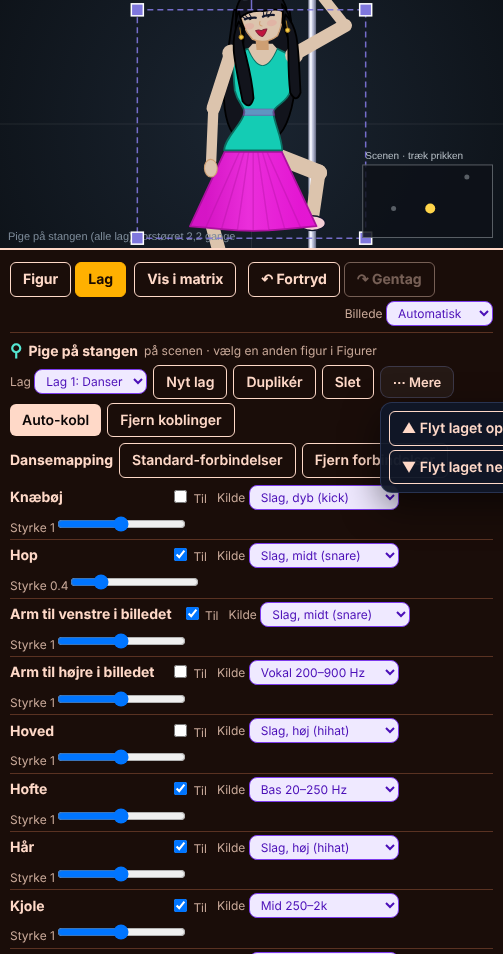 Scenen · træk prikken
Pige på stangen (alle lag, forstørret 2,2 gange
Figur Lag Vis i matrix ↶ Fortryd ↷ Gentag
Billede Automatisk
Pige på stangen på scenen · vælg en anden figur i Figurer
Lag Lag 1: Danser Nyt lag Duplikér Slet ··· Mere
Auto-kobl Fjern koblinger
▲ Flyt laget op
Dansemapping Standard-forbindelser Fjern forb
▼ Flyt laget ne
Knæbøj Til Kilde Slag, dyb (kick)
Styrke 1
Hop Til Kilde Slag, midt (snare)
Styrke 0.4
Arm til venstre i billedet Til Kilde Slag, midt (snare)
Styrke 1
Arm til højre i billedet Til Kilde Vokal 200–900 Hz
Styrke 1
Hoved Til Kilde Slag, høj (hihat)
Styrke 1
Hofte Til Kilde Bas 20–250 Hz
Styrke 1
Hår Til Kilde Slag, høj (hihat)
Styrke 1
Kjole Til Kilde Mid 250–2k
Styrke 1